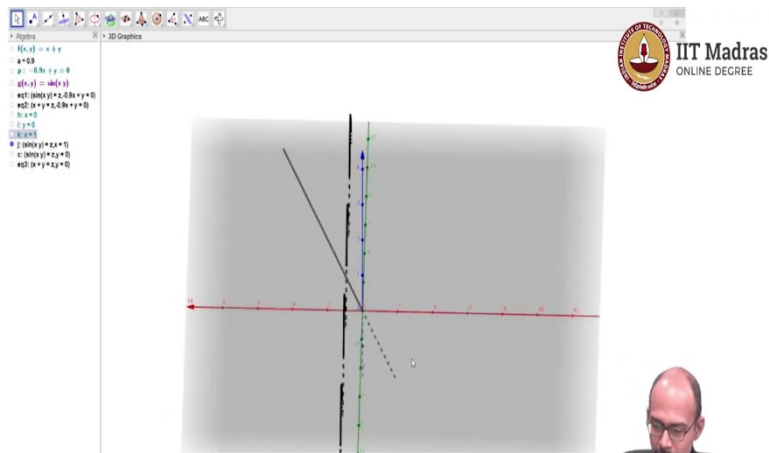 ABC
Algebra
3D Graphics
f(x, y) = x + y
a = 0.9
p : −0.9x + y = 0
g(x, y) = sin(x y)
eq1: (sin(x y) = z,-0.9x + y = 0)
eq2: (x + y = z,-0.9x + y = 0)
h: x = 0
i: y = 0
k: x = 1
j: (sin(x y) = z,x = 1)
c: (sin(x y) = z,y = 0)
eq3: (x + y = z,y = 0)
IIT Madras
ONLINE DEGREE